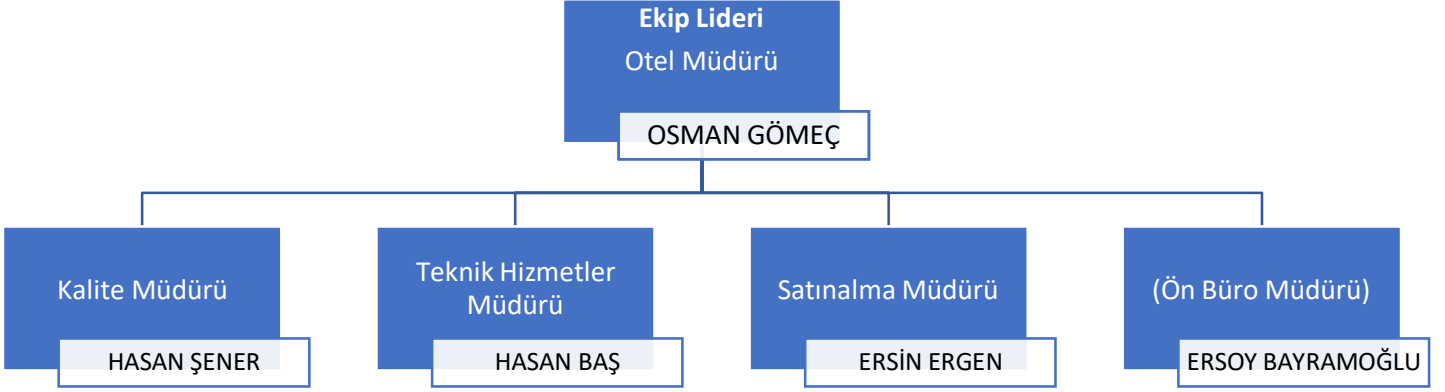 Ekip Lideri
Otel Müdürü
OSMAN GÖMEÇ
Kalite Müdürü
HASAN ŞENER
Teknik Hizmetler
Müdürü
HASAN BAŞ
Satınalma Müdürü
ERSİN ERGEN
(Ön Büro Müdürü)
ERSOY BAYRAMOĞLU